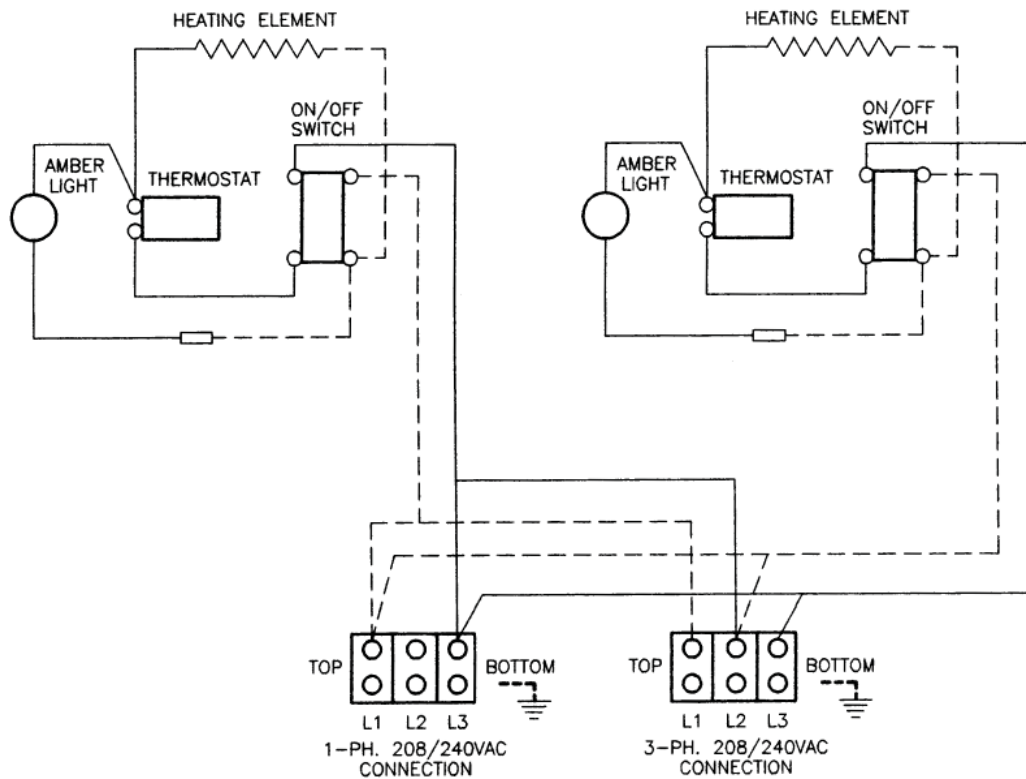 HEATING ELEMENT
ON/OFF
SWITCH
AMBER
LIGHT
THERMOSTAT
HEATING ELEMENT
ON/OFF
SWITCH
AMBER
LIGHT
THERMOSTAT
TOP
BOTTOM
L1 L2 L3
1-PH. 208/240VAC
CONNECTION
TOP
BOTTOM
L1 L2 L3
3-PH. 208/240VAC
CONNECTION